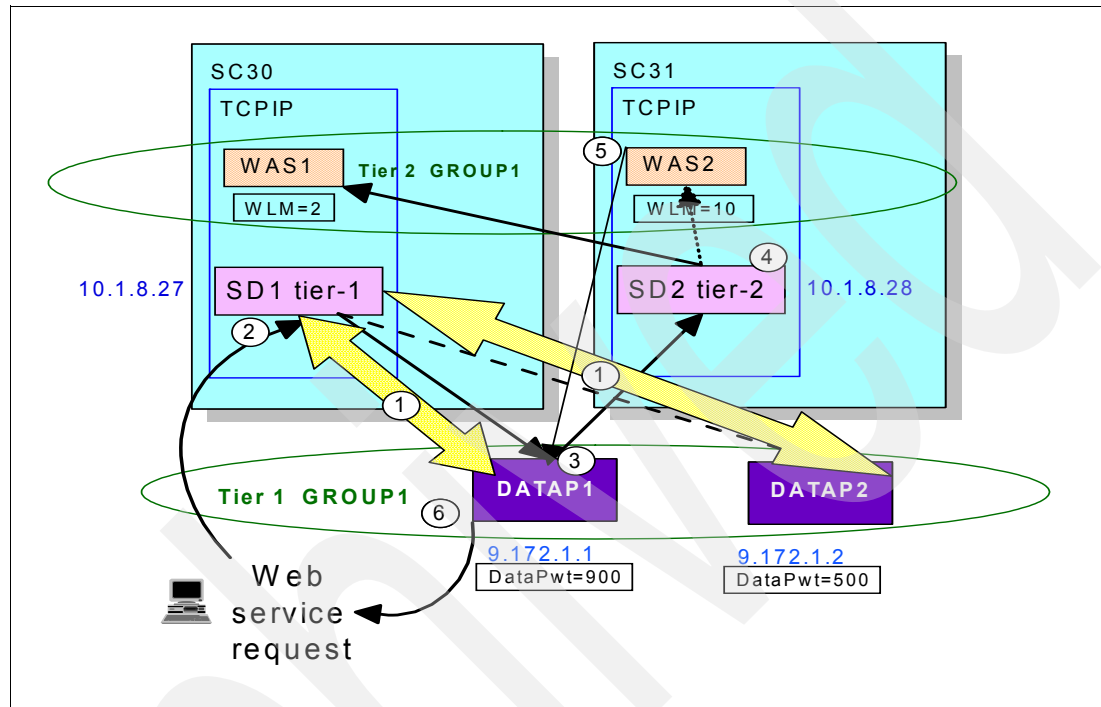 SC30
SC31
TCPIP
TCPIP
5
WAS1
Tier 2 GROUP1
WAS2
WLM=2
WLM=10
4
10.1.8.27
SD1 tier-1
SD2 tier-2
10.1.8.28
2
1
1
3
DATAP1
DATAP2
Tier 1 GROUP1
6
9.172.1.1
9.172.1.2
DataPwt=900
DataPwt=500
Web
service
request